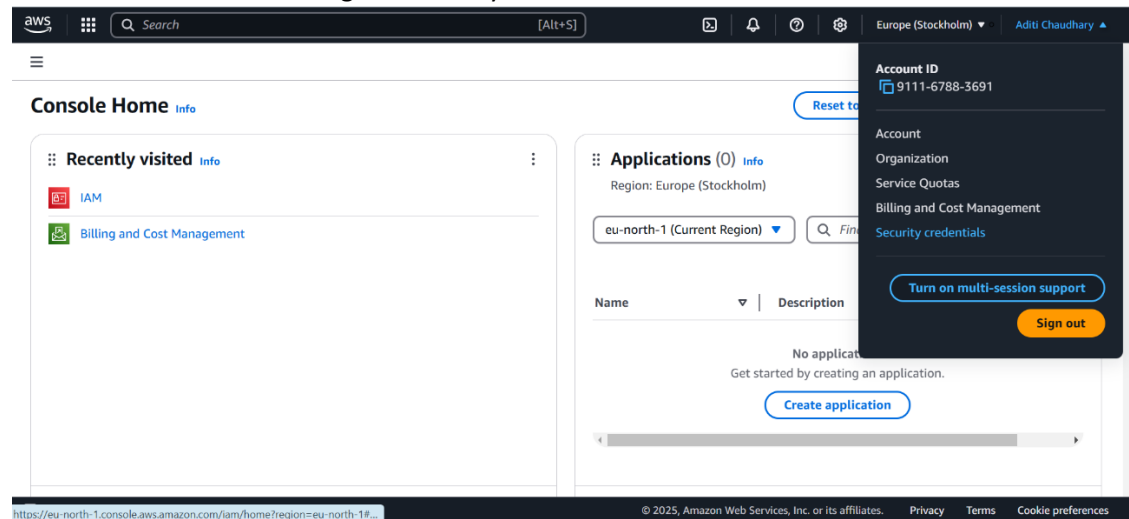 aws Search [Alt+S] Europe (Stockholm) ▼ Aditi Chaudhary ▲
Account ID
9111-6788-3691
Console Home Info
Reset to
Account
Organization
Service Quotas
Billing and Cost Management
Security credentials
Turn on multi-session support
Sign out
Recently visited Info
IAM
Billing and Cost Management
Applications (0) Info
Region: Europe (Stockholm)
eu-north-1 (Current Region)
Name Description
Get started by creating an application.
Create application
https://eu-north-1.console.aws.amazon.com/iam/home?region=eu-north-1#...
© 2025, Amazon Web Services, Inc. or its affiliates. Privacy Terms Cookie preferences